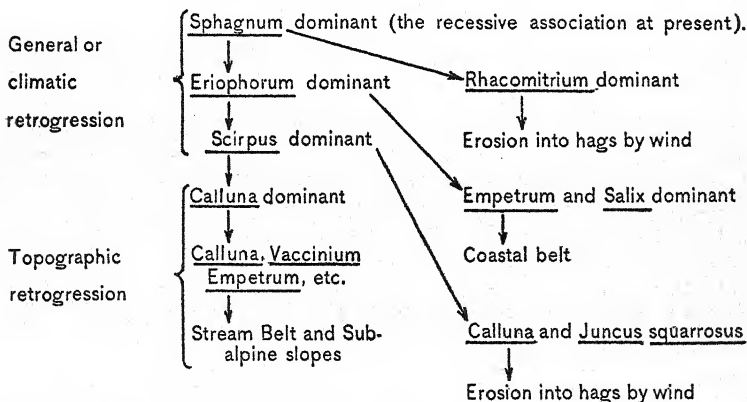 General or
climatic
retrogression
Sphagnum dominant (the recessive association at present).
Eriophorum dominant
Scirpus dominant
Rhacomitrium dominant
Erosion into hags by wind
Topographic
retrogression
Calluna dominant
Calluna, Vaccinium
Empetrum, etc.
Stream Belt and Sub-
alpine slopes
Empetrum and Salix dominant
Coastal belt
Calluna and Juncus squarrosus
Erosion into hags by wind